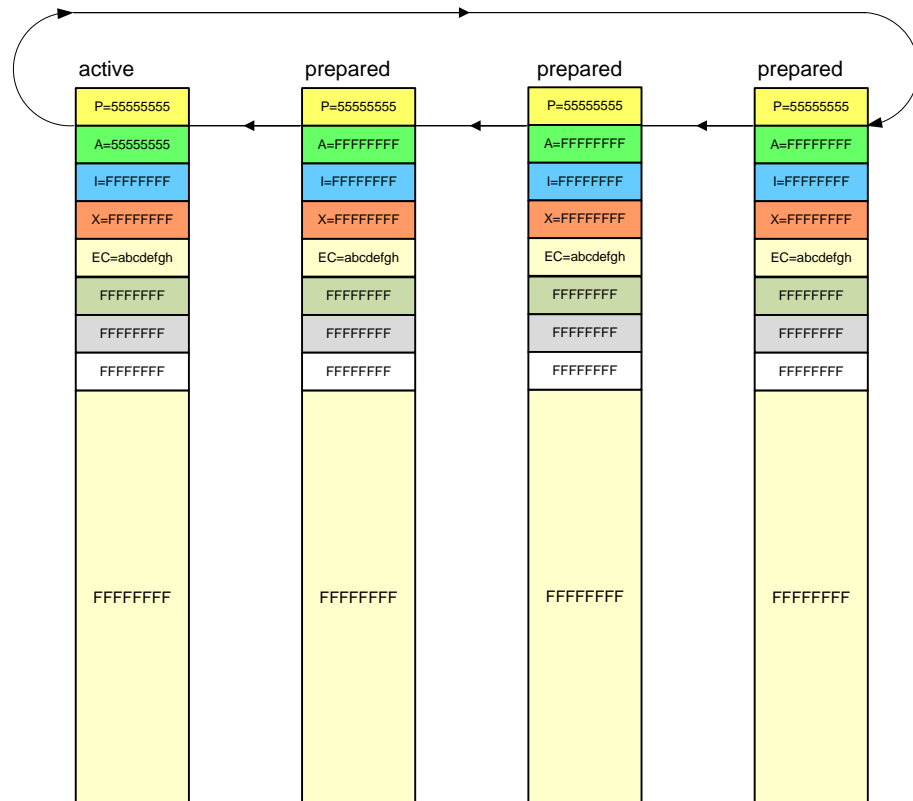 active prepared prepared prepared
P=55555555 P=55555555 P=55555555 P=55555555
A=55555555 A=FFFFFFFF A=FFFFFFFF A=FFFFFFFF
I=FFFFFFFF I=FFFFFFFF I=FFFFFFFF I=FFFFFFFF
X=FFFFFFFF X=FFFFFFFF X=FFFFFFFF X=FFFFFFFF
EC=abcdefgh EC=abcdefgh EC=abcdefgh EC=abcdefgh
FFFFFFFF FFFFFFFF FFFFFFFF FFFFFFFF
FFFFFFFF FFFFFFFF FFFFFFFF FFFFFFFF
FFFFFFFF FFFFFFFF FFFFFFFF FFFFFFFF
FFFFFFFF FFFFFFFF FFFFFFFF FFFFFFFF